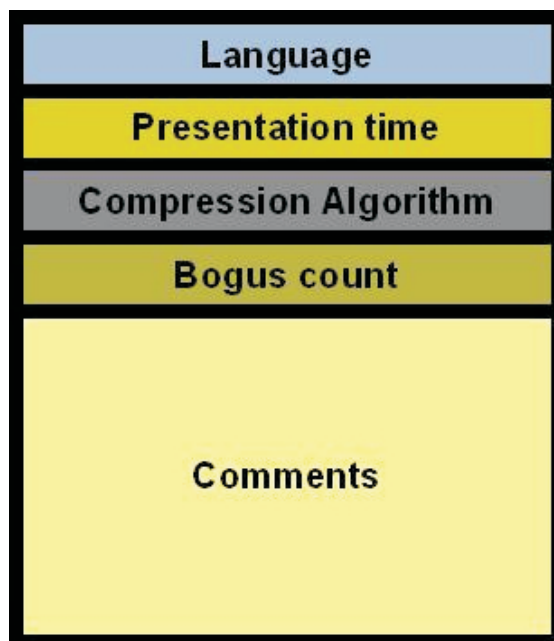 Language
Presentation time
Compression Algorithm
Bogus count
Comments